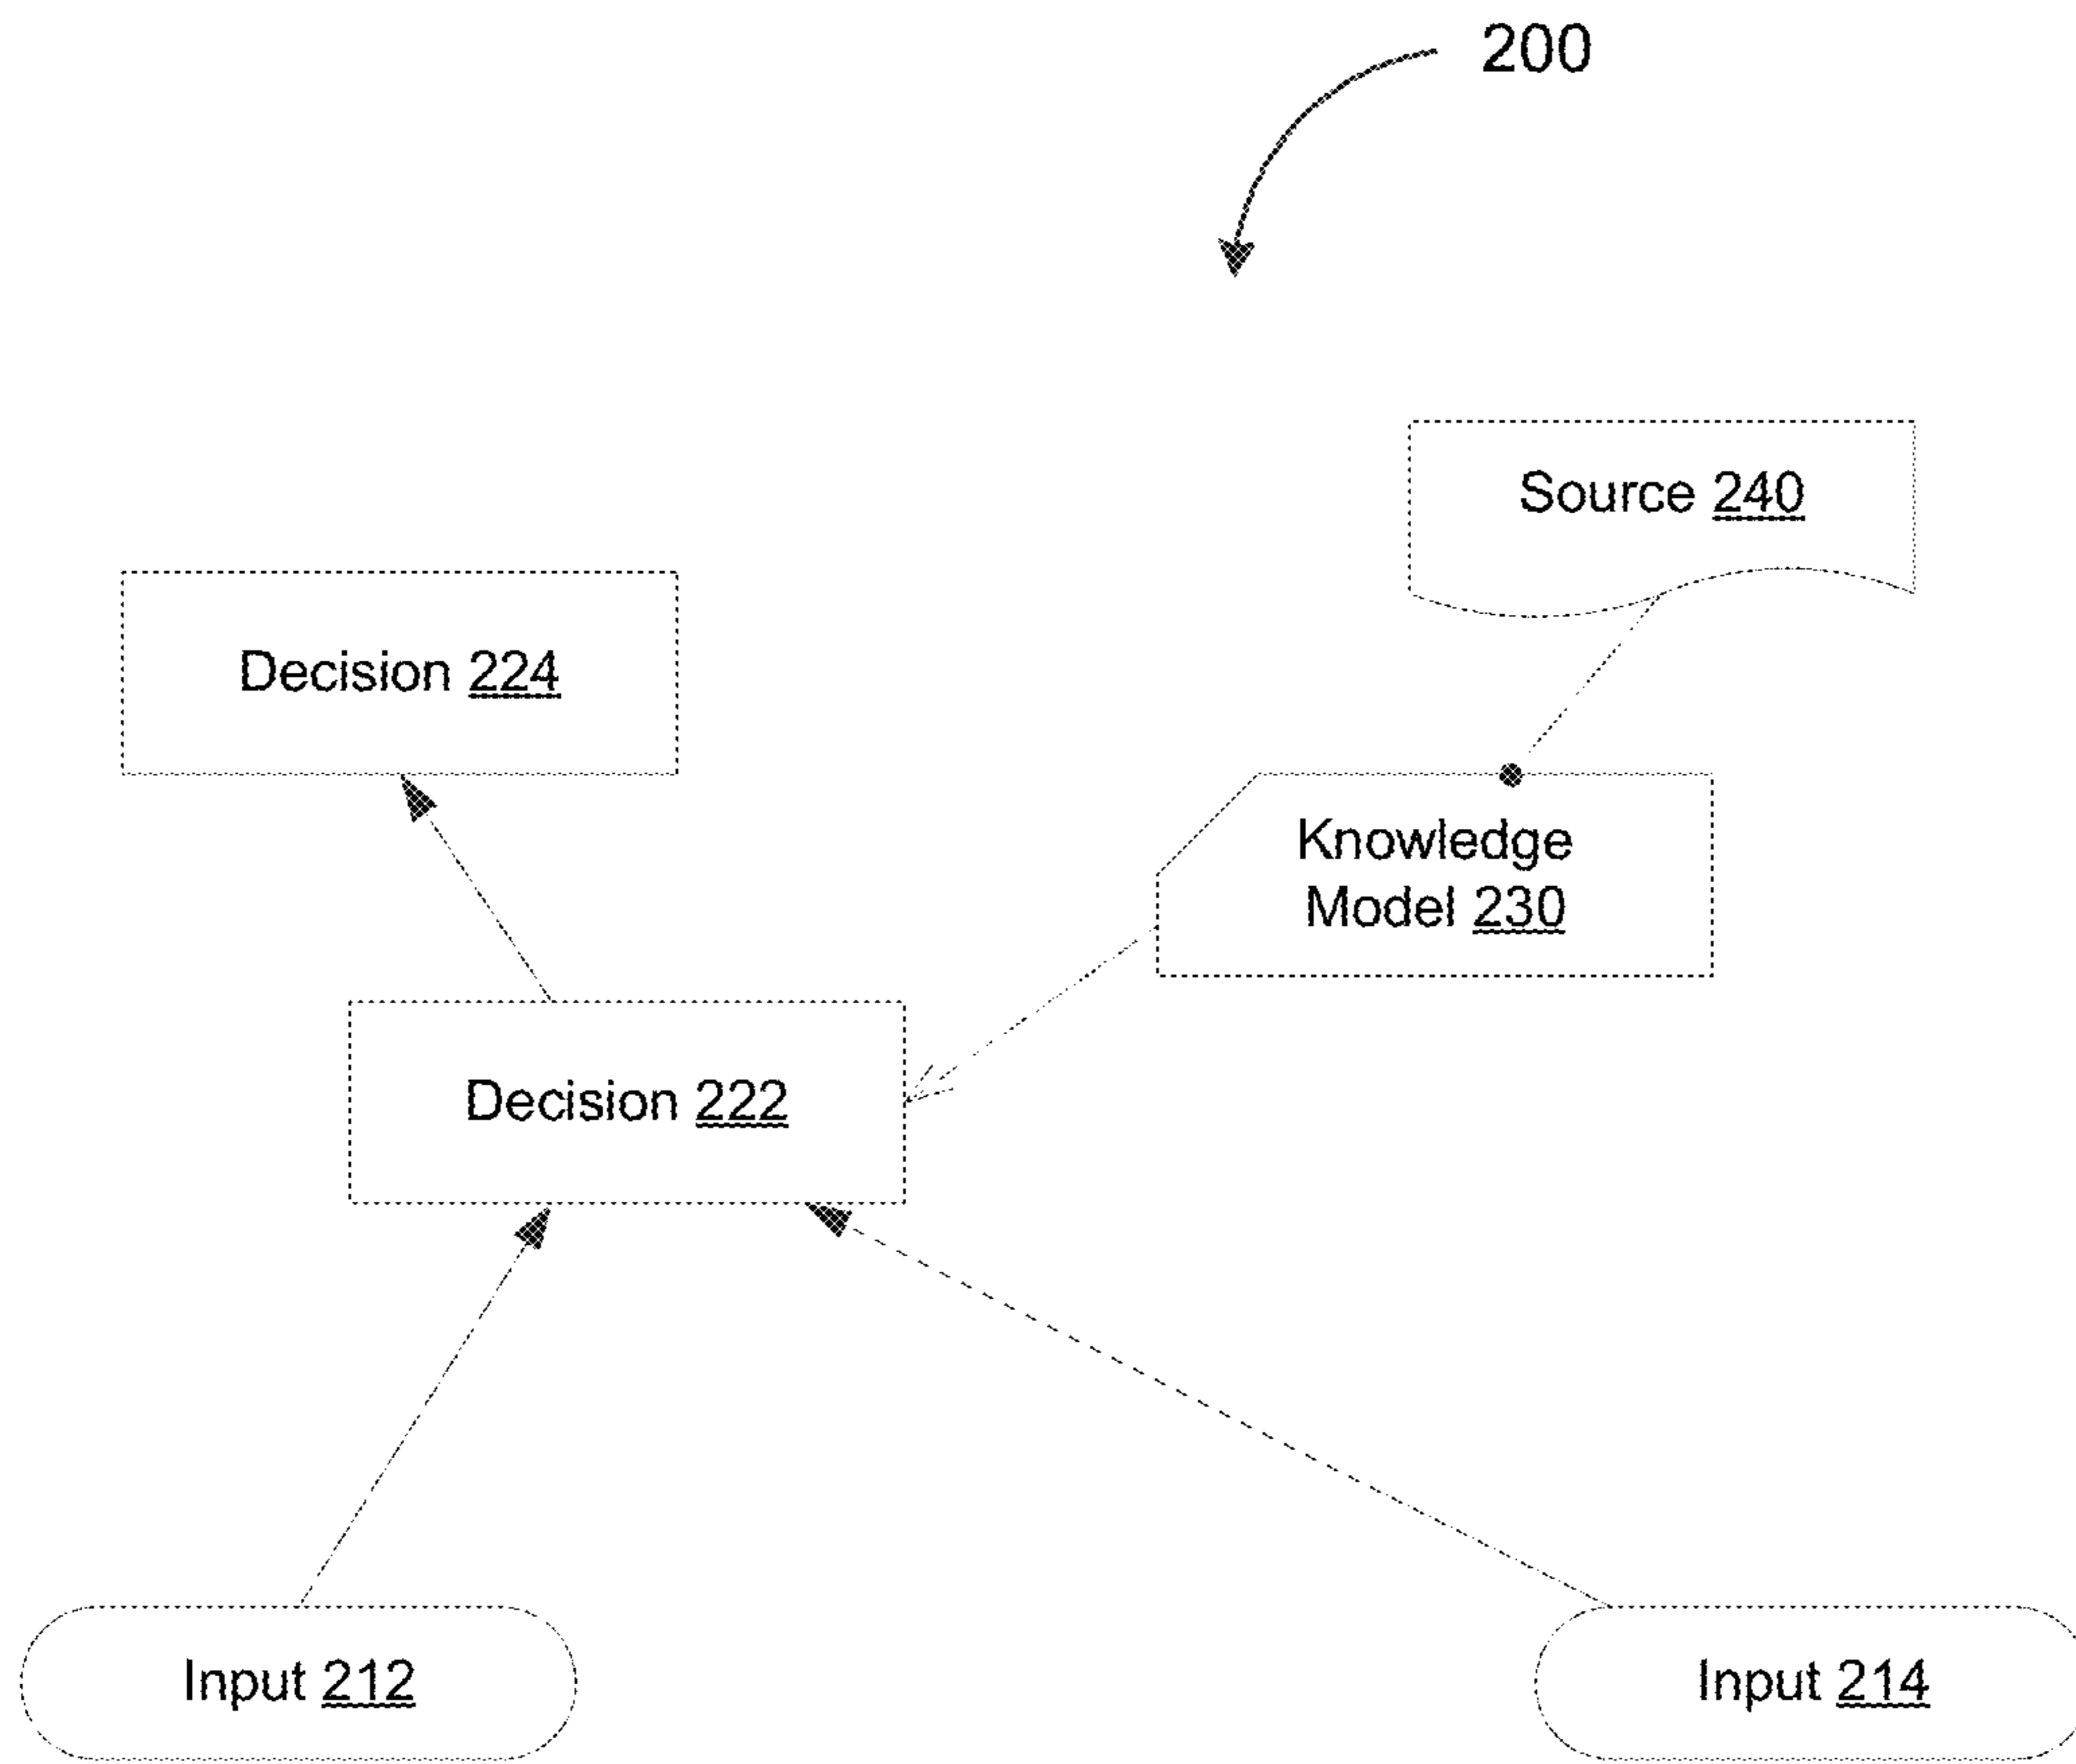 200
Source 240
Decision 224
Knowledge
Model 230
Decision 222
Input 212
Input 214